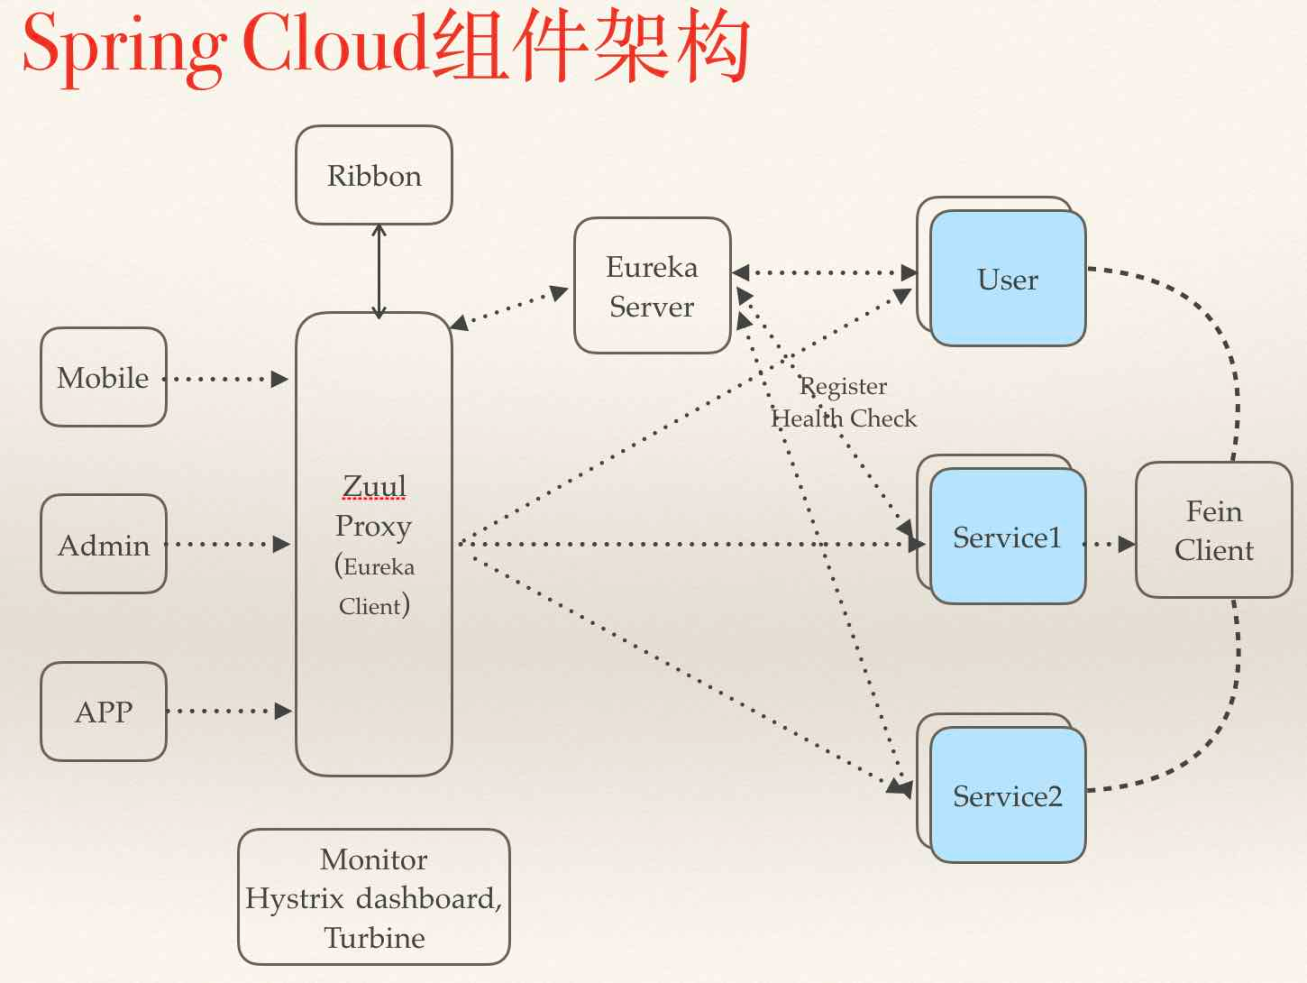 Spring Cloud组件架构
Ribbon
Eureka
Server
User
Mobile
Register
Health Check
Zuul
Proxy
(Eureka
Client)
Admin
Service1
Fein
Client
APP
Service2
Monitor
Hystrix dashboard,
Turbine